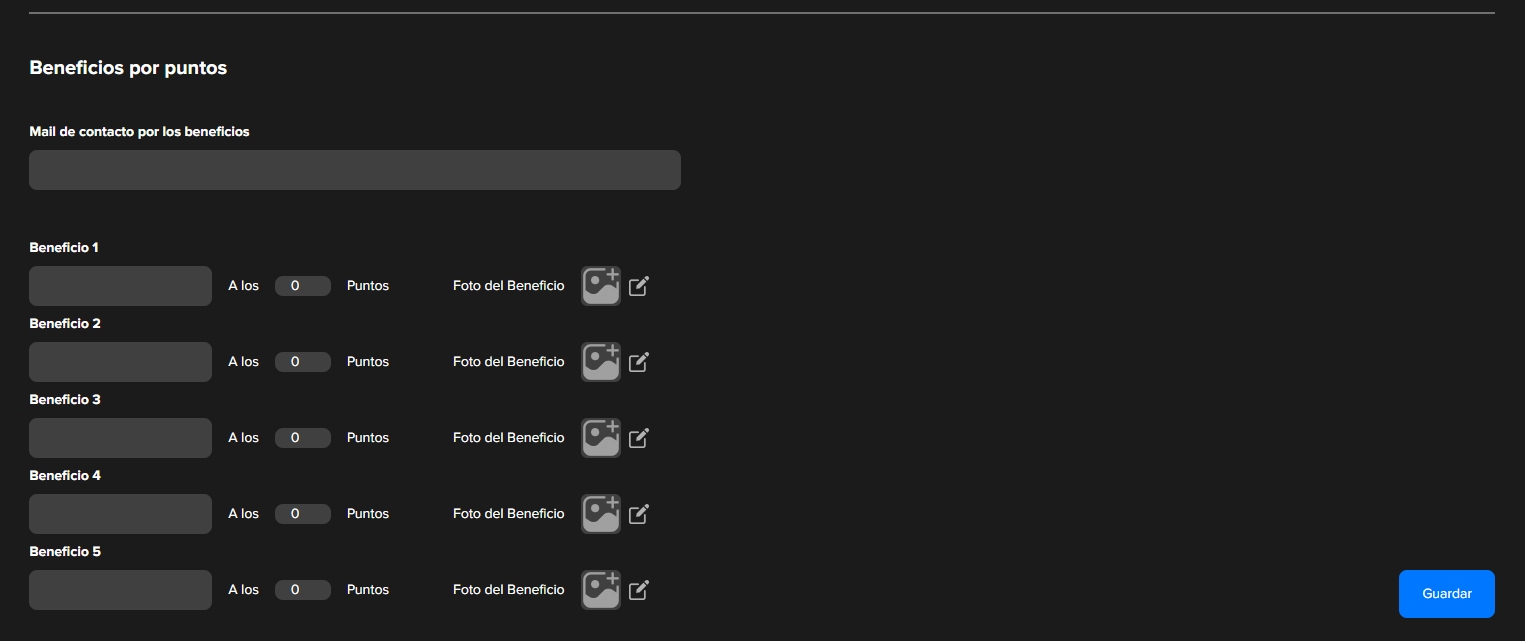 Beneficios por puntos
Mail de contacto por los beneficios
Beneficio 1
A los 0 Puntos Foto del Beneficio
Beneficio 2
A los 0 Puntos Foto del Beneficio
Beneficio 3
A los 0 Puntos Foto del Beneficio
Beneficio 4
A los 0 Puntos Foto del Beneficio
Beneficio 5
A los 0 Puntos Foto del Beneficio
Guardar